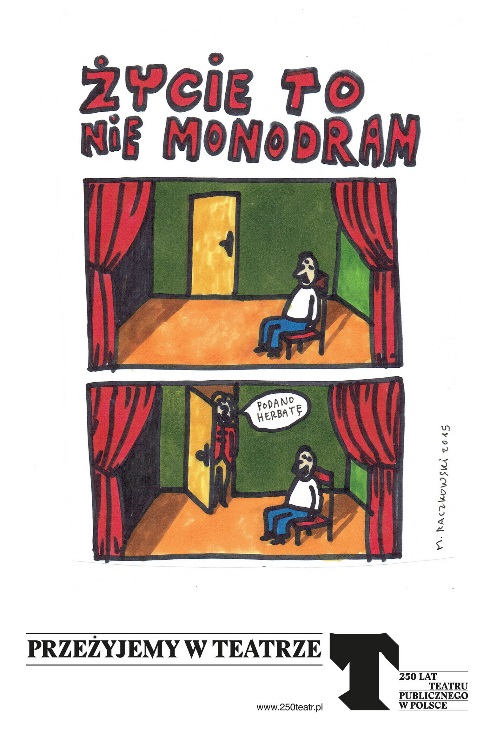 ŻYCIE TO
NIE MONODRAM
PODANO
HERBATĘ
M. RACZKOWSKI 2015
PRZEŻYJEMY W TEATRZE
T
250 LAT
TEATRU
PUBLICZNEGO
W POLSCE
www.250teatr.pl